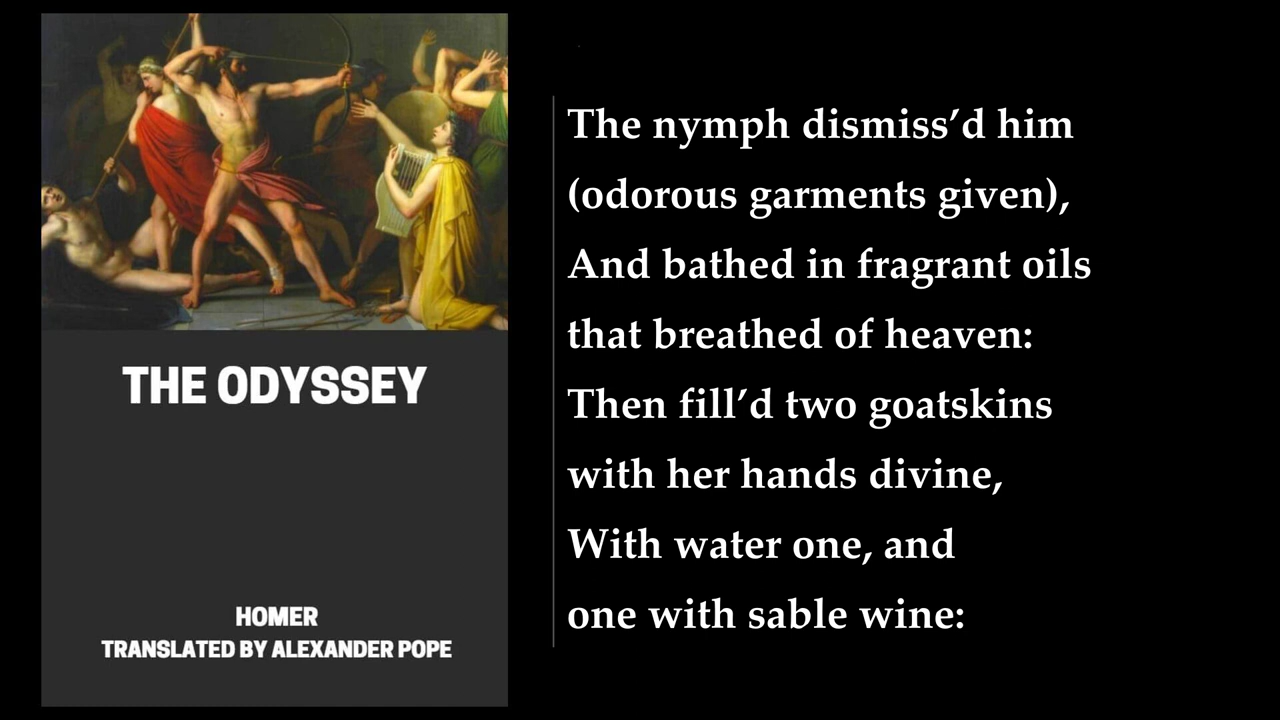 THE ODYSSEY
HOMER
TRANSLATED BY ALEXANDER POPE
The nymph dismiss’d him
(odorous garments given),
And bathed in fragrant oils
that breathed of heaven:
Then fill’d two goatskins
with her hands divine,
With water one, and
one with sable wine: